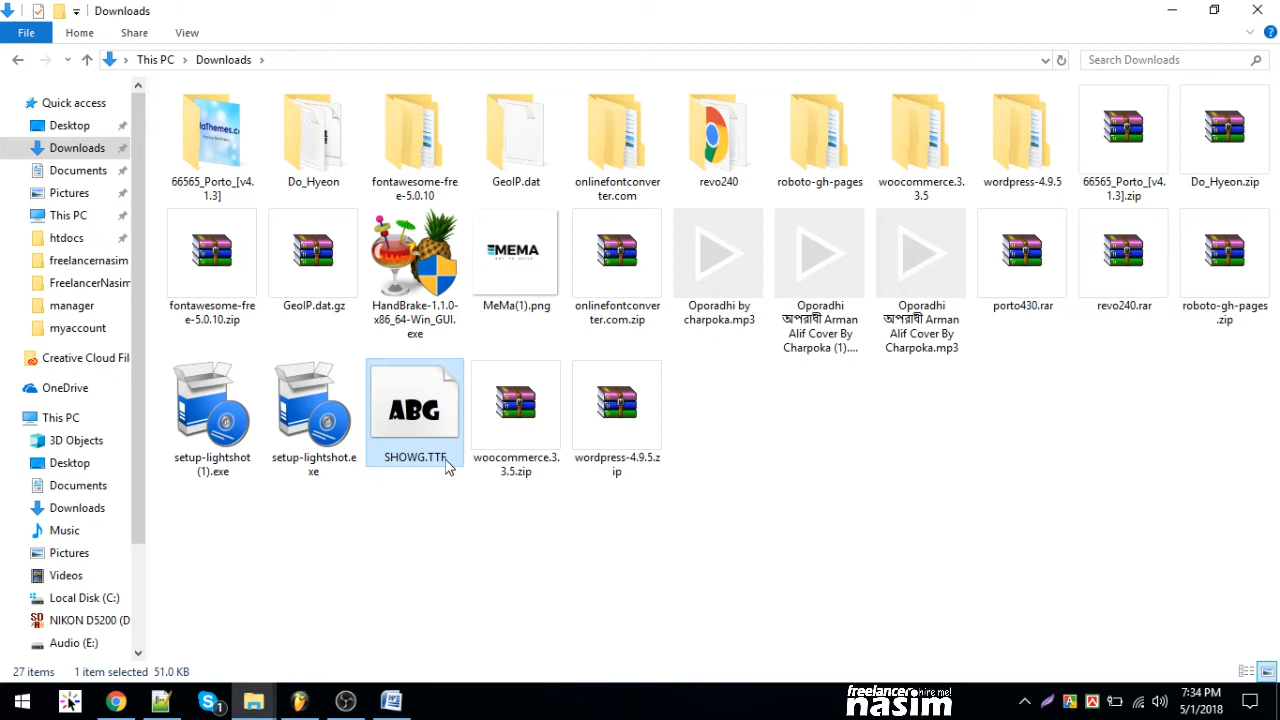 Downloads
File
Home
Share
View
This PC
Downloads
Search Downloads
Quick access
Desktop
Downloads
Documents
Pictures
This PC
htdocs
freelancernasim
FreelancerNasim
manager
myaccount
Creative Cloud Fil
OneDrive
This PC
3D Objects
Desktop
Documents
Downloads
Music
Pictures
Videos
Local Disk (C:)
NIKON D5200 (D
Audio (E:)
66565_Porto_[v4.
1.3]
Do_Hyeon
fontawesome-fre
e-5.0.10
GeoIP.dat
onlinefontconver
ter.com
revo240
roboto-gh-pages
woocommerce.3.
3.5
wordpress-4.9.5
66565_Porto_[v4.
1.3].zip
Do_Hyeon.zip
fontawesome-fre
e-5.0.10.zip
GeoIP.dat.gz
HandBrake-1.1.0-
x86_64-Win_GUI.
exe
MEMA
MeMa(1).png
onlinefontconver
ter.com.zip
Oporadhi by
charpoka.mp3
Oporadhi
অপরাধী Arman
Alif Cover By
Charpoka (1)....
Oporadhi
অপরাধী Arman
Alif Cover By
Charpoka.mp3
porto430.rar
revo240.rar
roboto-gh-pages
.zip
setup-lightshot
(1).exe
setup-lightshot.e
xe
ABG
SHOWG.TTF
woocommerce.3.
3.5.zip
wordpress-4.9.5.z
ip
27 items
1 item selected 51.0 KB
freelancer hire me!
nasim
7:34 PM
5/1/2018